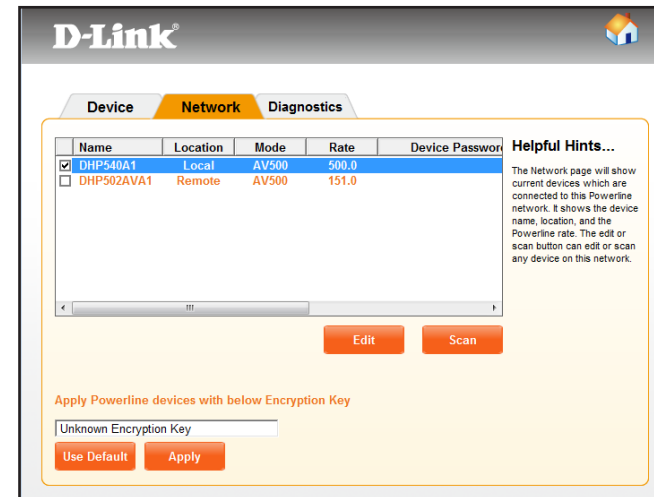 D-Link®
Device Network Diagnostics
Name Location Mode Rate Device Password
DHP540A1 Local AV500 500.0
DHP502AVA1 Remote AV500 151.0
Edit Scan
Helpful Hints...
The Network page will show
current devices which are
connected to this Powerline
network. It shows the device
name, location, and the
Powerline rate. The edit or
scan button can edit or scan
any device on this network.
Apply Powerline devices with below Encryption Key
Unknown Encryption Key
Use Default Apply